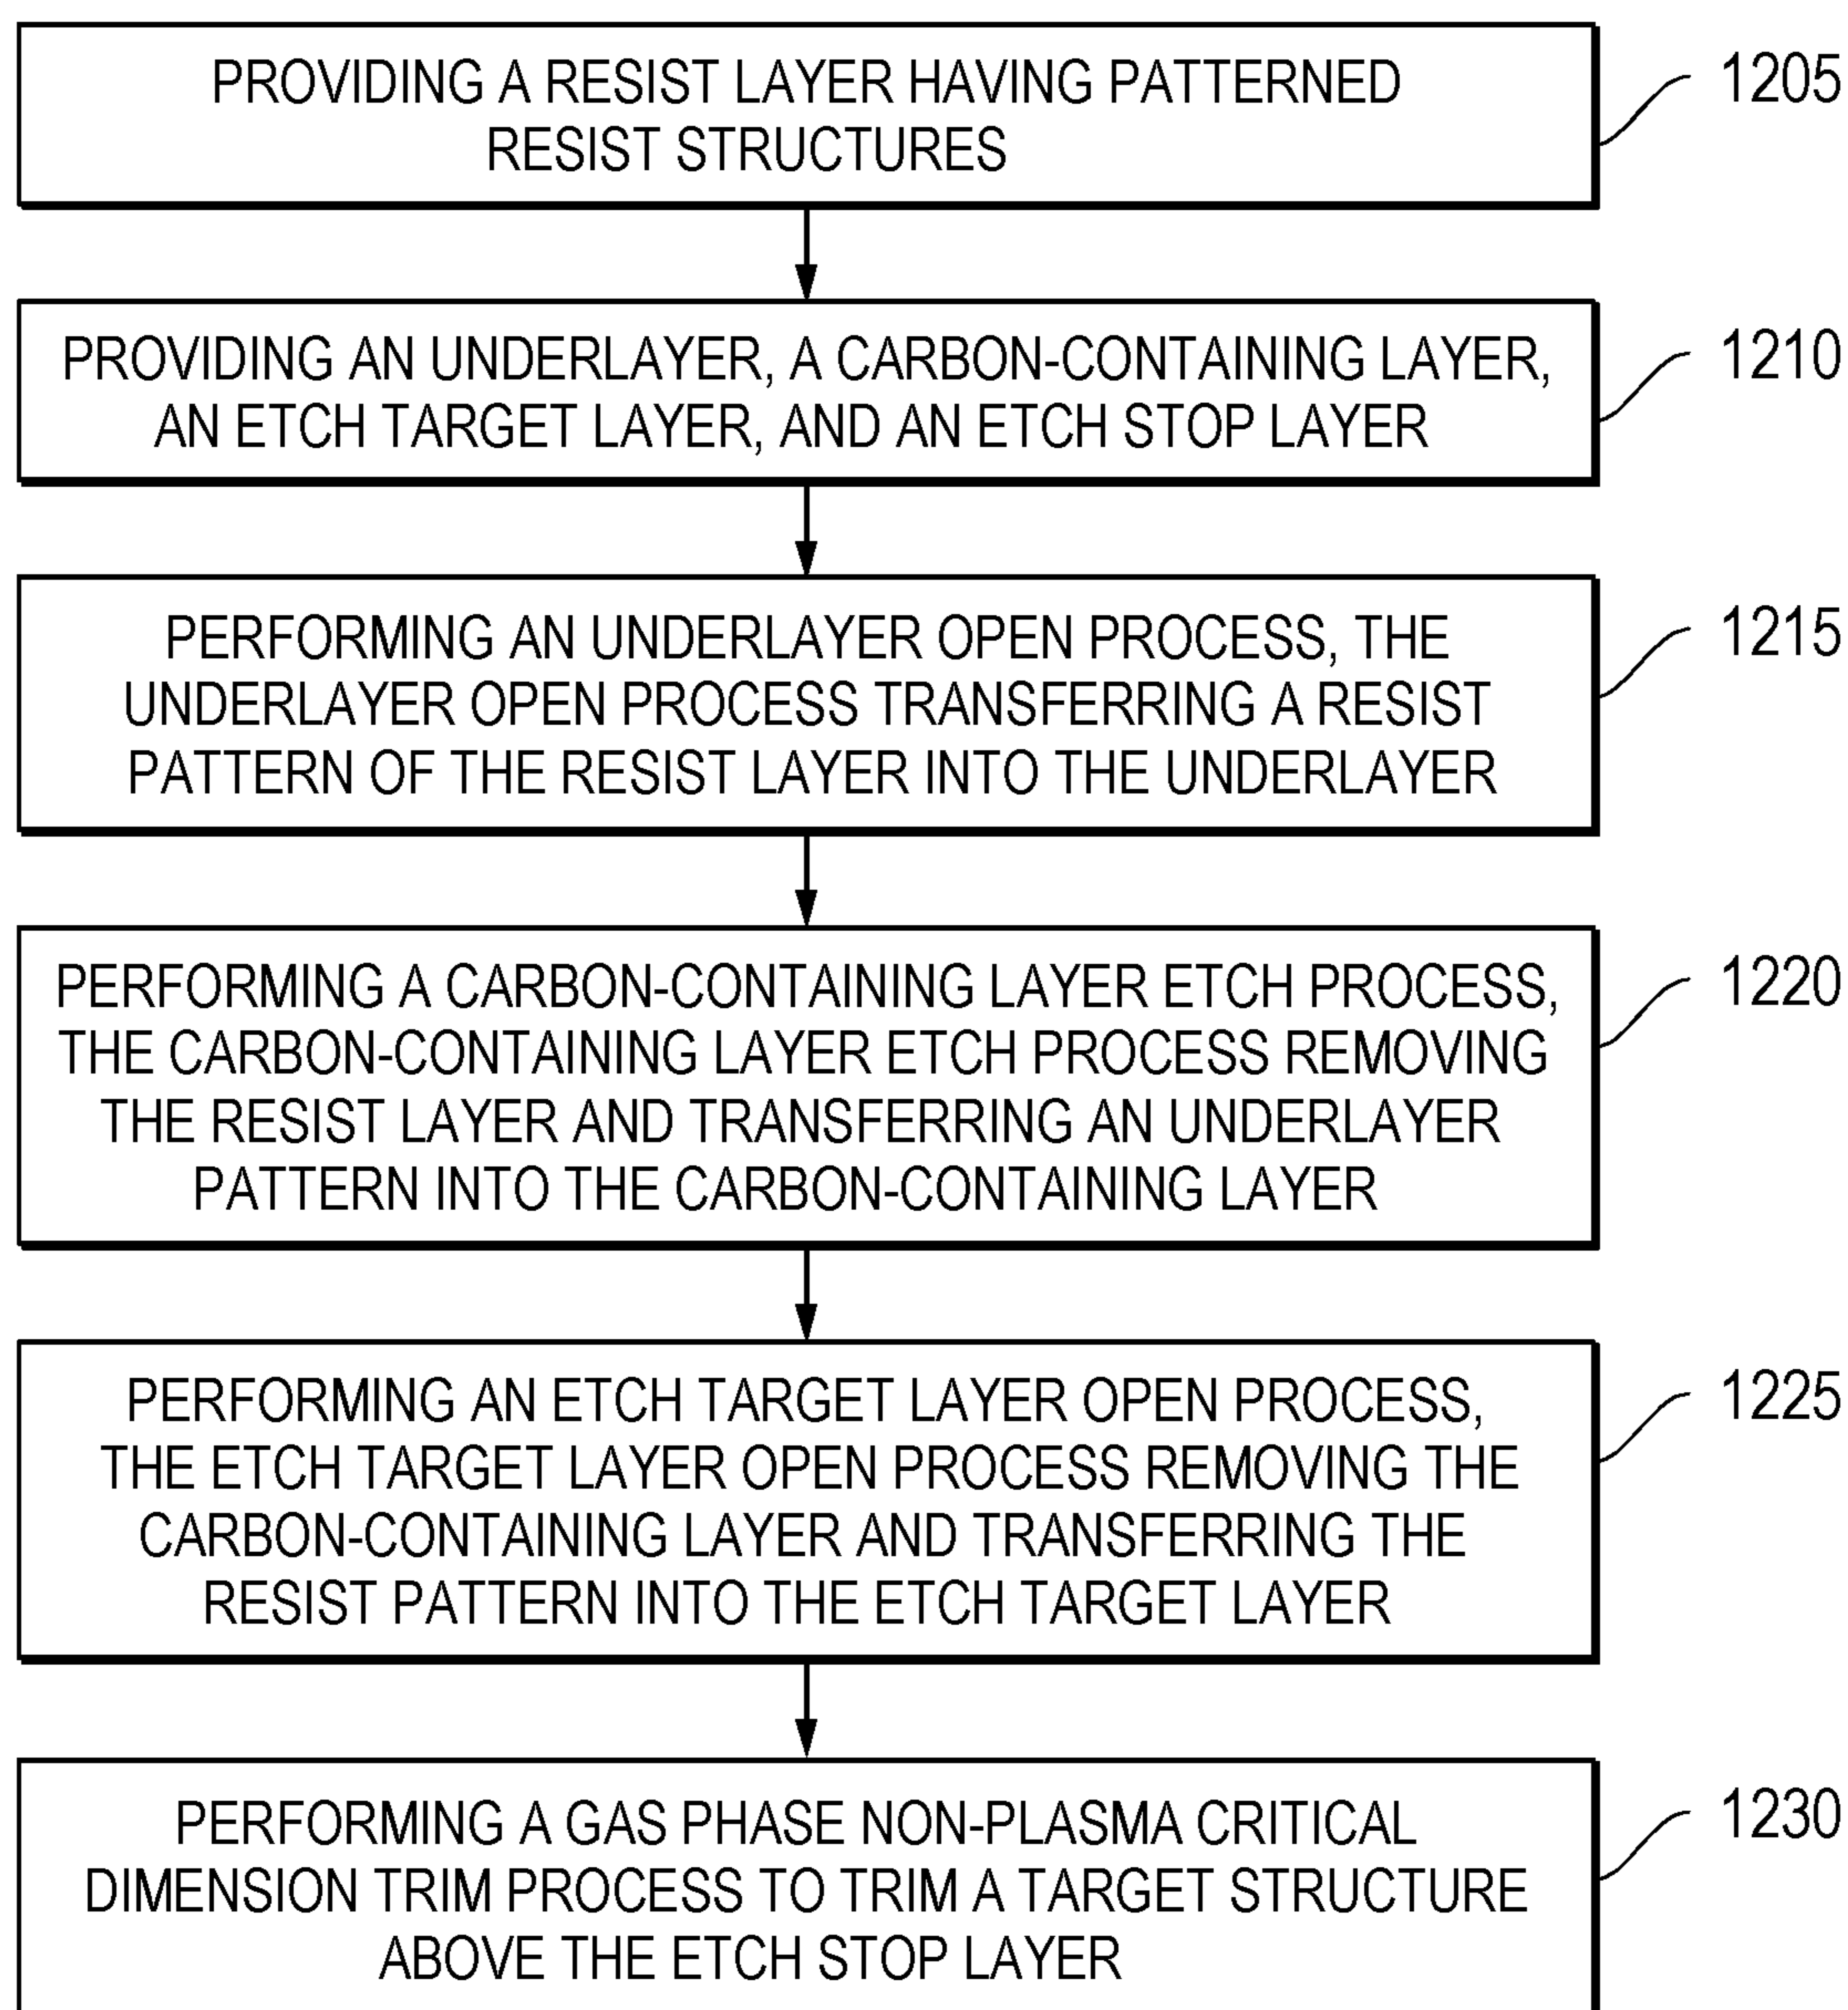 PROVIDING A RESIST LAYER HAVING PATTERNED
RESIST STRUCTURES
1205
PROVIDING AN UNDERLAYER, A CARBON-CONTAINING LAYER,
AN ETCH TARGET LAYER, AND AN ETCH STOP LAYER
1210
PERFORMING AN UNDERLAYER OPEN PROCESS, THE
UNDERLAYER OPEN PROCESS TRANSFERRING A RESIST
PATTERN OF THE RESIST LAYER INTO THE UNDERLAYER
1215
PERFORMING A CARBON-CONTAINING LAYER ETCH PROCESS,
THE CARBON-CONTAINING LAYER ETCH PROCESS REMOVING
THE RESIST LAYER AND TRANSFERRING AN UNDERLAYER
PATTERN INTO THE CARBON-CONTAINING LAYER
1220
PERFORMING AN ETCH TARGET LAYER OPEN PROCESS,
THE ETCH TARGET LAYER OPEN PROCESS REMOVING THE
CARBON-CONTAINING LAYER AND TRANSFERRING THE
RESIST PATTERN INTO THE ETCH TARGET LAYER
1225
PERFORMING A GAS PHASE NON-PLASMA CRITICAL
DIMENSION TRIM PROCESS TO TRIM A TARGET STRUCTURE
ABOVE THE ETCH STOP LAYER
1230